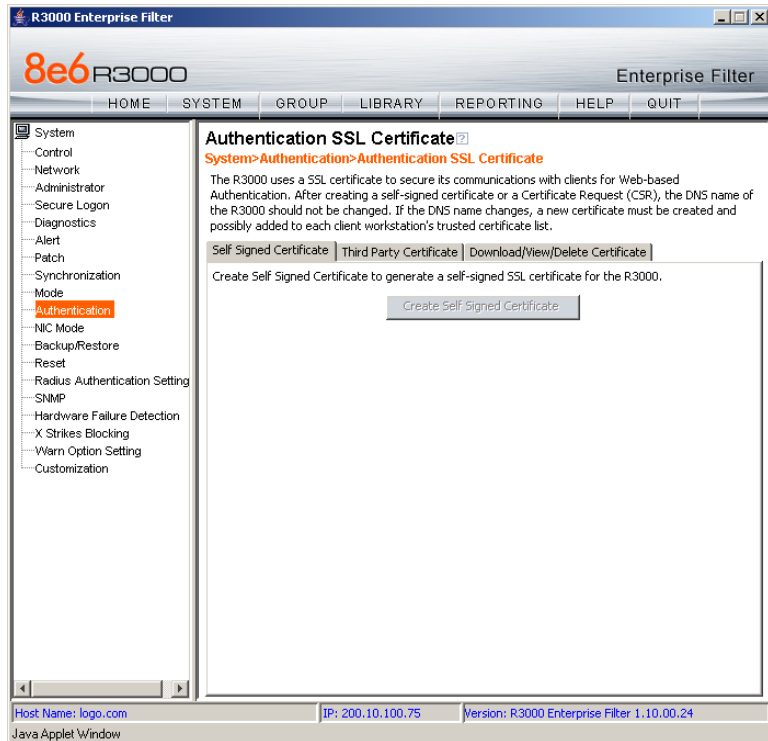 R3000 Enterprise Filter
8e6 R3000
Enterprise Filter
HOME SYSTEM GROUP LIBRARY REPORTING HELP QUIT
System
Control
Network
Administrator
Secure Logon
Diagnostics
Alert
Patch
Synchronization
Mode
Authentication
NIC Mode
Backup/Restore
Reset
Radius Authentication Setting
SNMP
Hardware Failure Detection
X Strikes Blocking
Warn Option Setting
Customization
Authentication SSL Certificate ?
System>Authentication>Authentication SSL Certificate
The R3000 uses a SSL certificate to secure its communications with clients for Web-based
Authentication. After creating a self-signed certificate or a Certificate Request (CSR), the DNS name of
the R3000 should not be changed. If the DNS name changes, a new certificate must be created and
possibly added to each client workstation's trusted certificate list.
Self Signed Certificate Third Party Certificate Download/View/Delete Certificate
Create Self Signed Certificate to generate a self-signed SSL certificate for the R3000.
Create Self Signed Certificate
Host Name: logo.com IP: 200.10.100.75 Version: R3000 Enterprise Filter 1.10.00.24
Java Applet Window